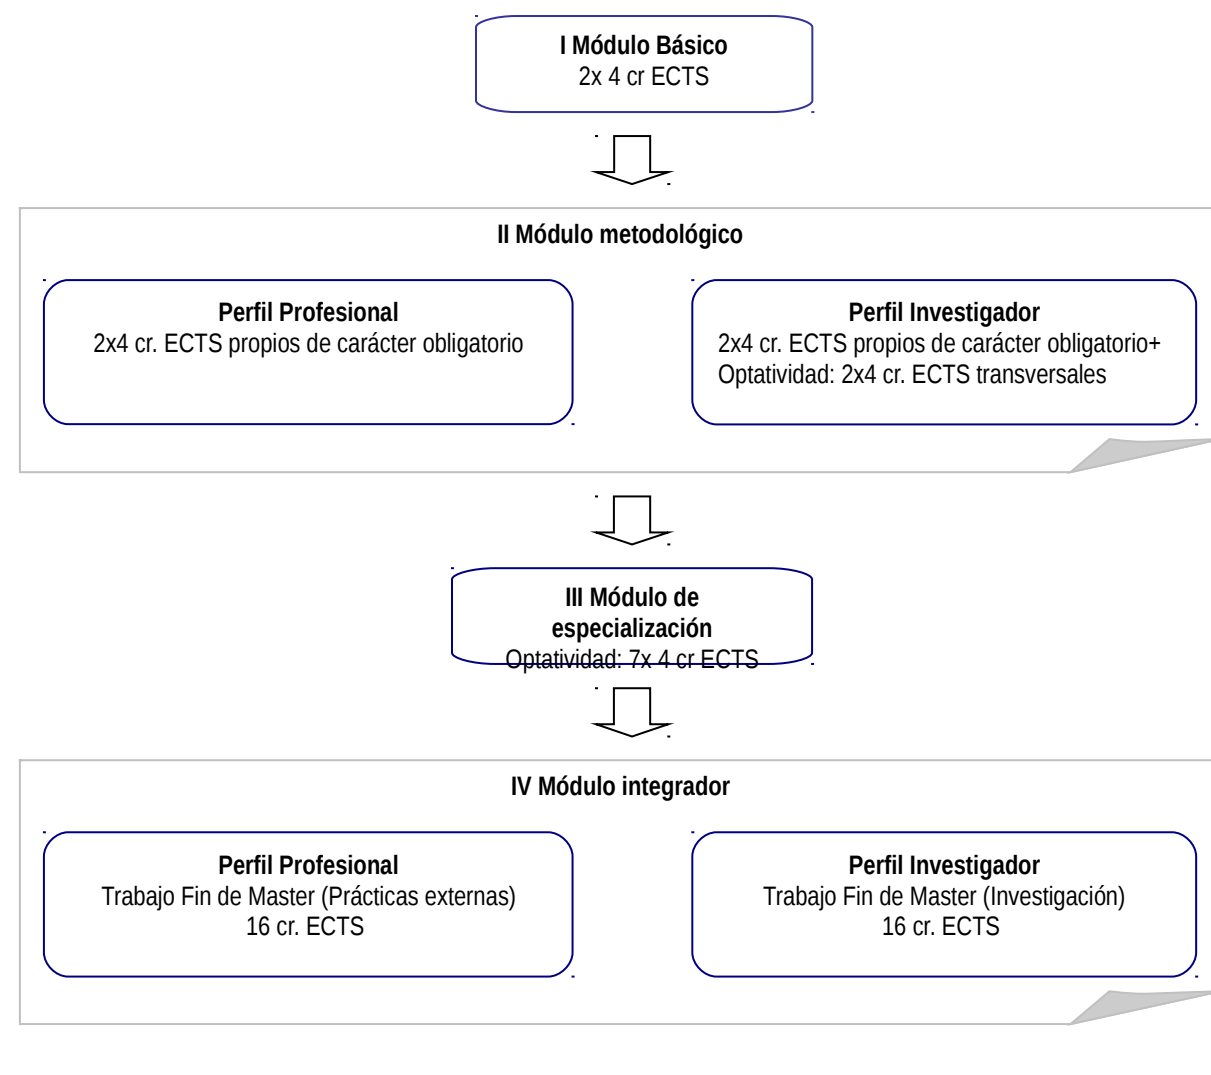 I Módulo Básico
2x 4 cr ECTS
II Módulo metodológico
Perfil Profesional
2x4 cr. ECTS propios de carácter obligatorio
Perfil Investigador
2x4 cr. ECTS propios de carácter obligatorio+
Optatividad: 2x4 cr. ECTS transversales
III Módulo de
especialización
Optatividad: 7x 4 cr ECTS
IV Módulo integrador
Perfil Profesional
Trabajo Fin de Master (Prácticas externas)
16 cr. ECTS
Perfil Investigador
Trabajo Fin de Master (Investigación)
16 cr. ECTS